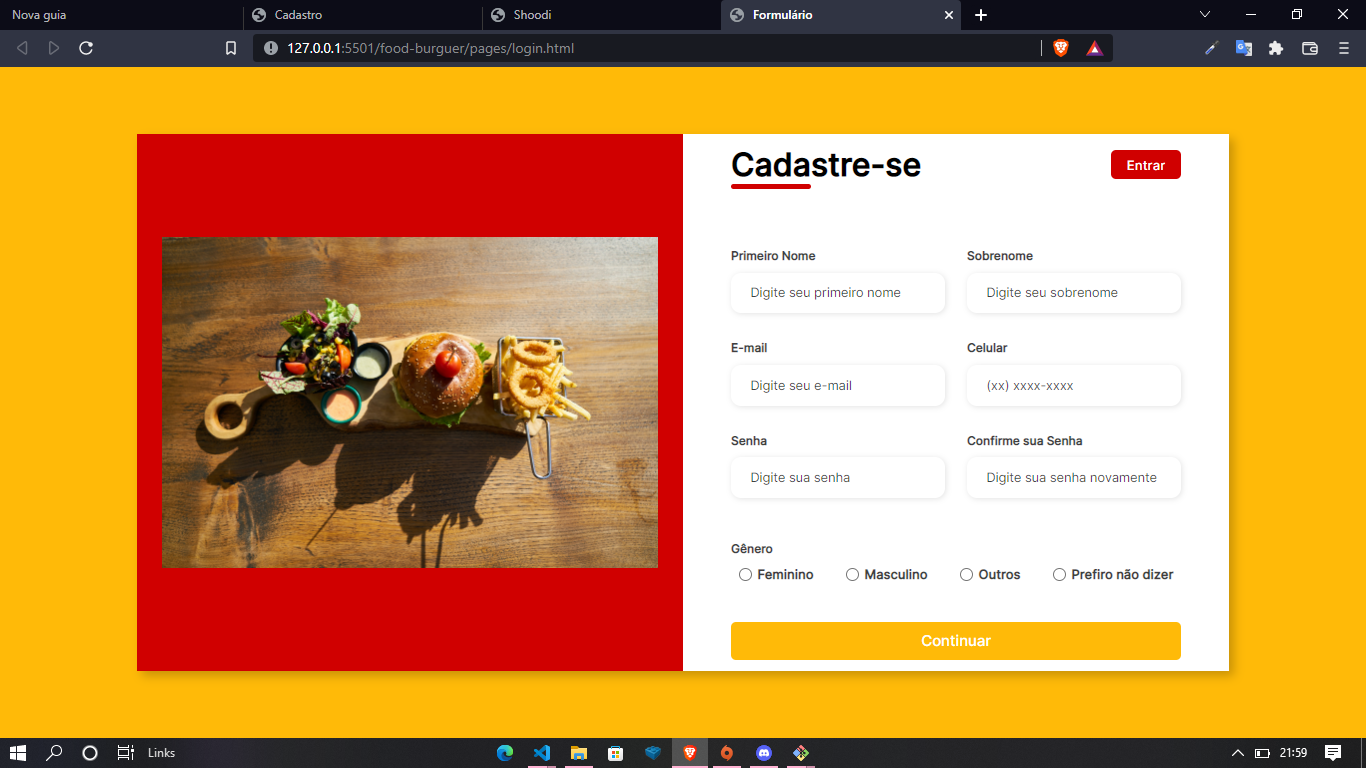 Nova guia
Cadastro
Shoodi
Formulário
127.0.0.1:5501/food-burguer/pages/login.html
Cadastre-se
Entrar
Primeiro Nome
Sobrenome
Digite seu primeiro nome
Digite seu sobrenome
E-mail
Celular
Digite seu e-mail
(xx) xxxx-xxxx
Senha
Confirme sua Senha
Digite sua senha
Digite sua senha novamente
Gênero
Feminino
Masculino
Outros
Prefiro não dizer
Continuar
Links
21:59